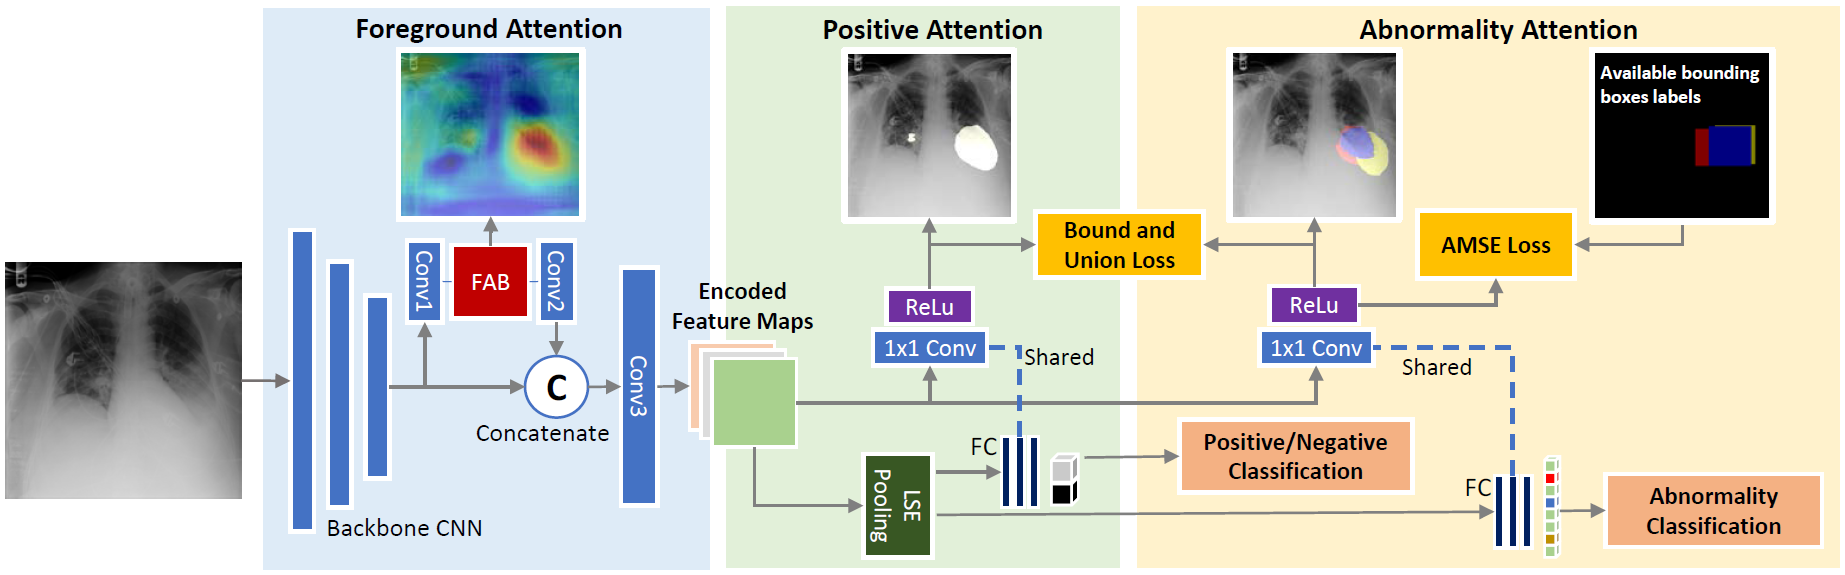 Foreground Attention
Positive Attention
Abnormality Attention
Available bounding
boxes labels
Conv1
FAB
Conv2
Bound and
Union Loss
AMSE Loss
Encoded
Feature Maps
ReLu
ReLu
1x1 Conv
Shared
1x1 Conv
Shared
C
Concatenate
Conv3
Backbone CNN
LSE
Pooling
FC
Positive/Negative
Classification
FC
Abnormality
Classification